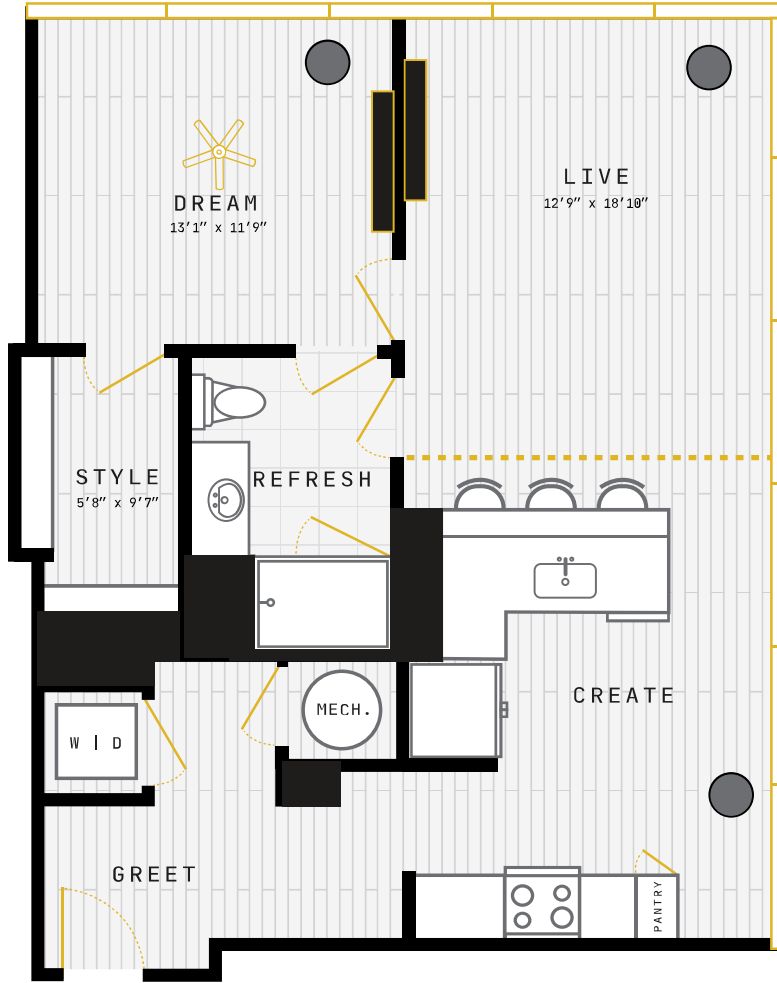 DREAM
13’1” x 11’9”
LIVE
12’9” x 18’10”
STYLE
5’8” x 9’7”
REFRESH
CREATE
MECH.
W | D
GREET
PANTRY